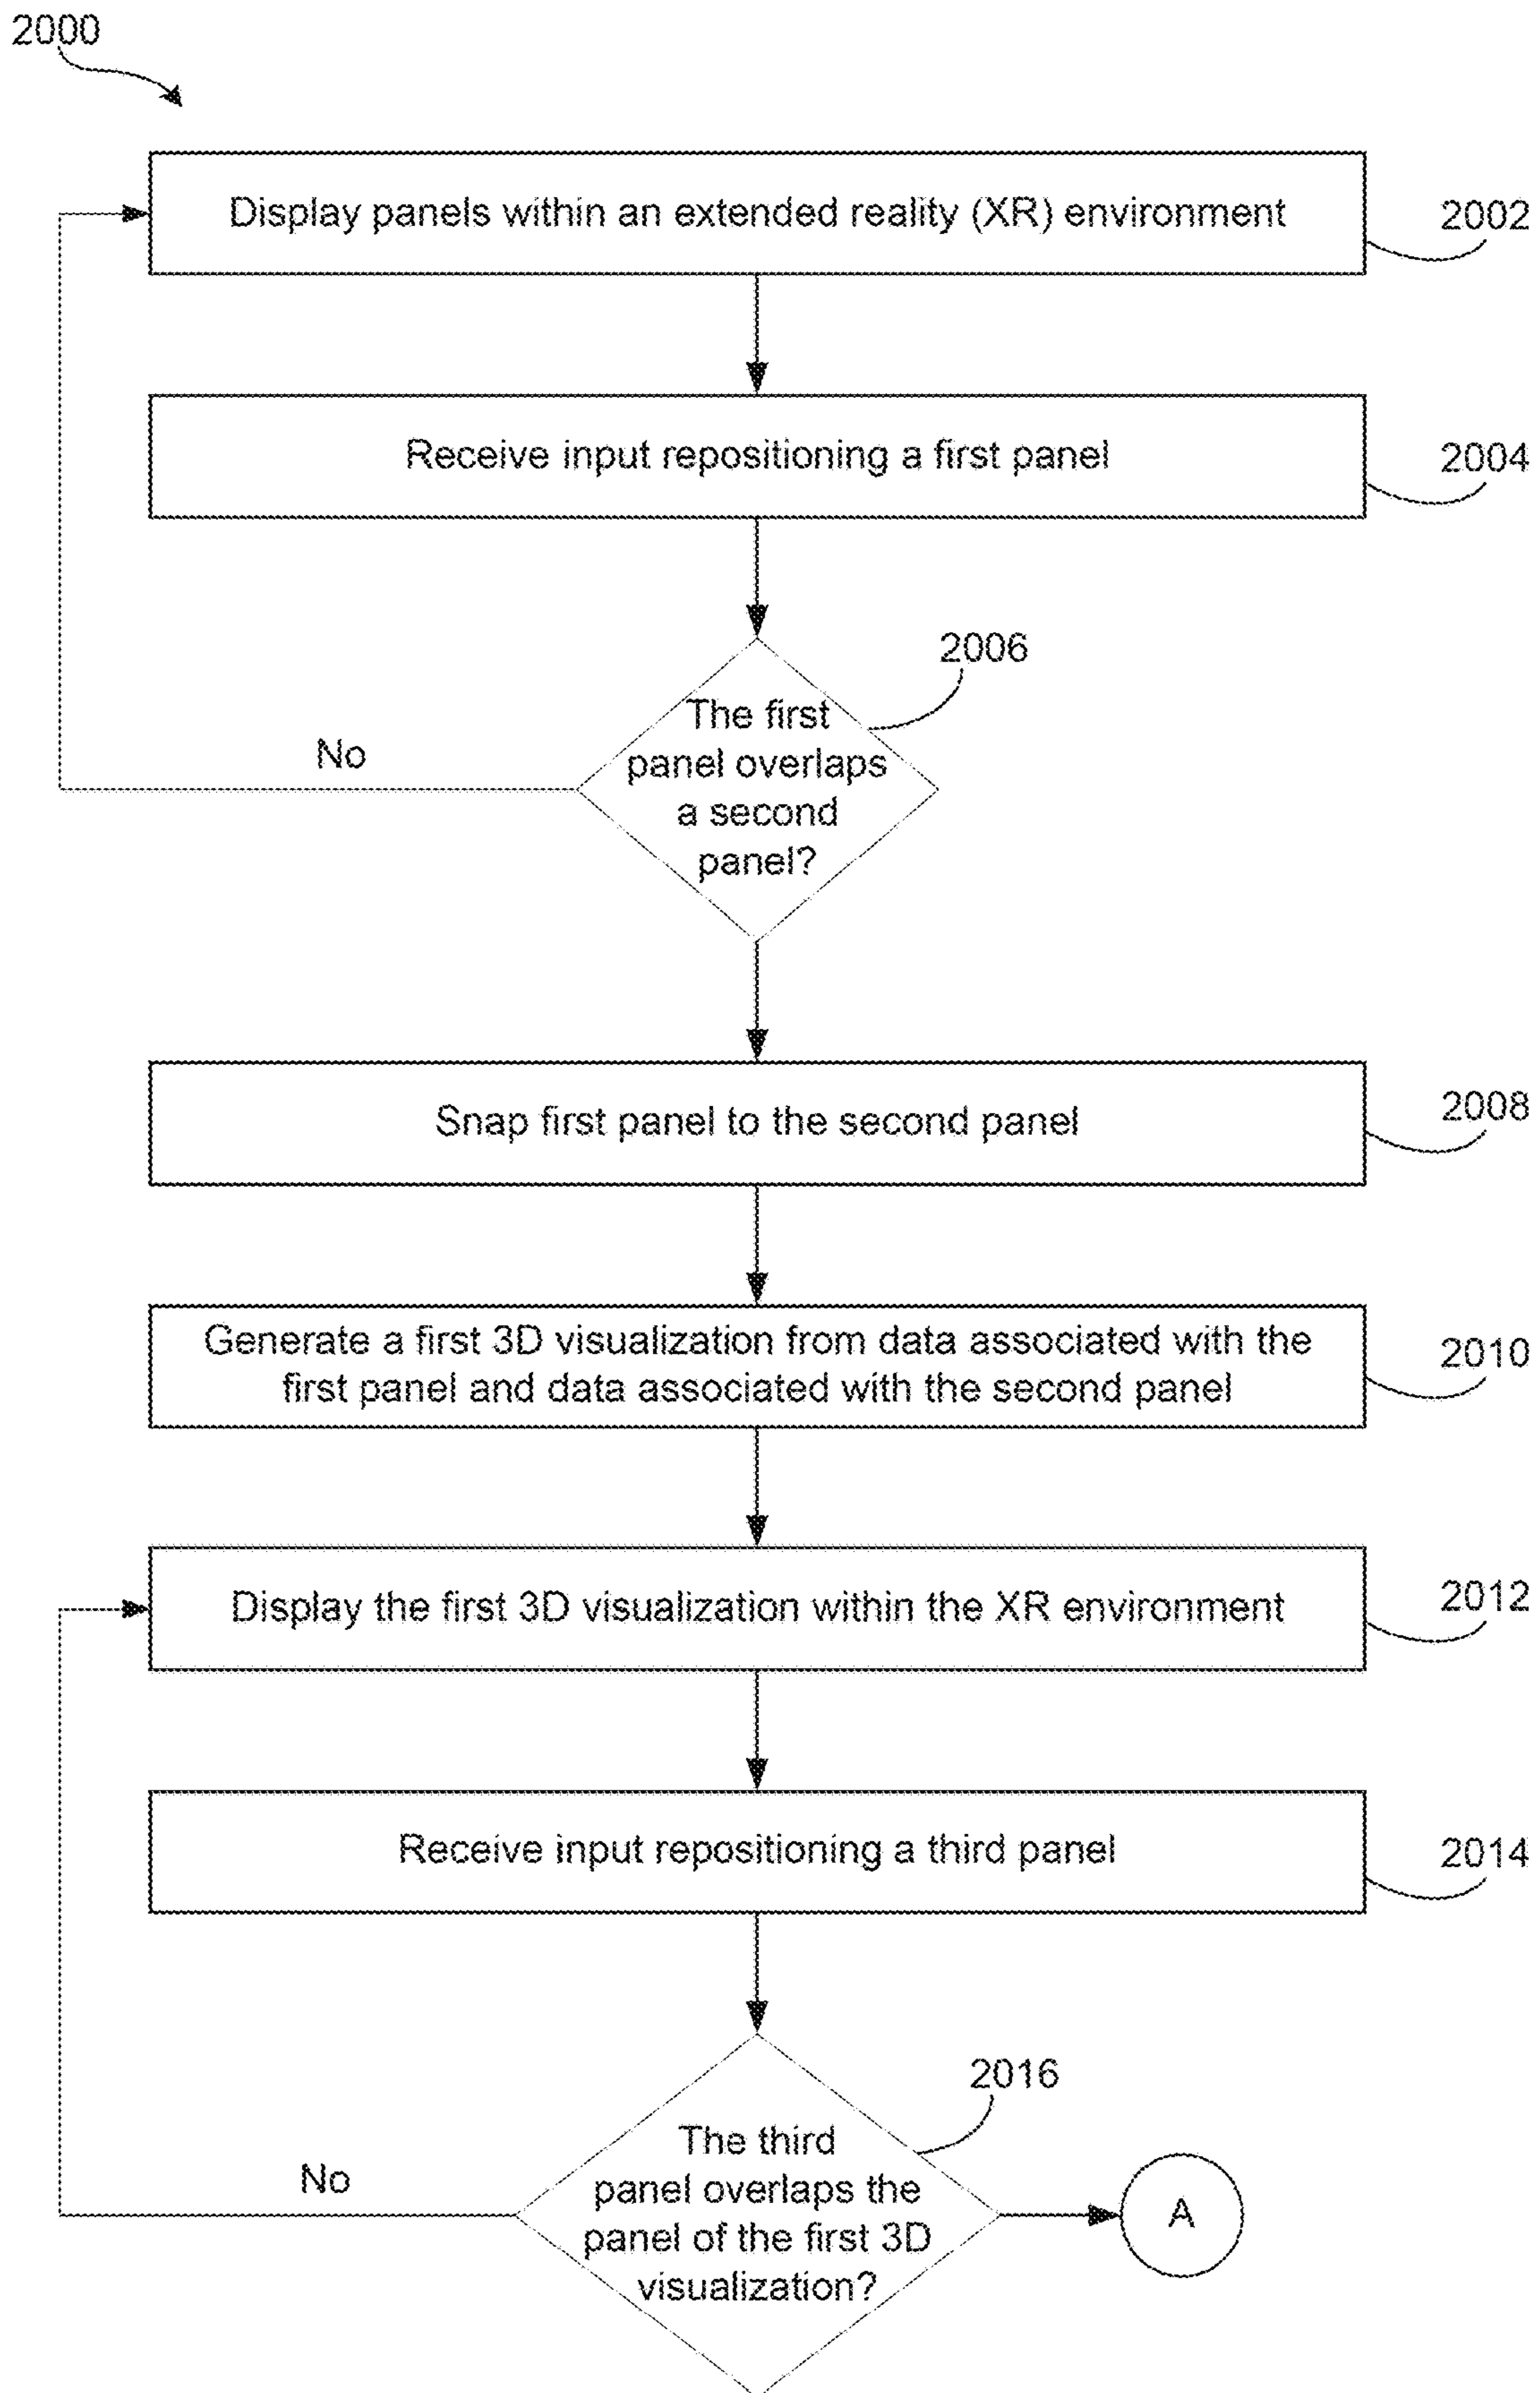 2000
Display panels within an extended reality (XR) environment
2002
Receive input repositioning a first panel
2004
2006
The first
panel overlaps
a second
panel?
No
Snap first panel to the second panel
2008
Generate a first 3D visualization from data associated with the
first panel and data associated with the second panel
2010
Display the first 3D visualization within the XR environment
2012
Receive input repositioning a third panel
2014
2016
The third
panel overlaps the
panel of the first 3D
visualization?
No
A